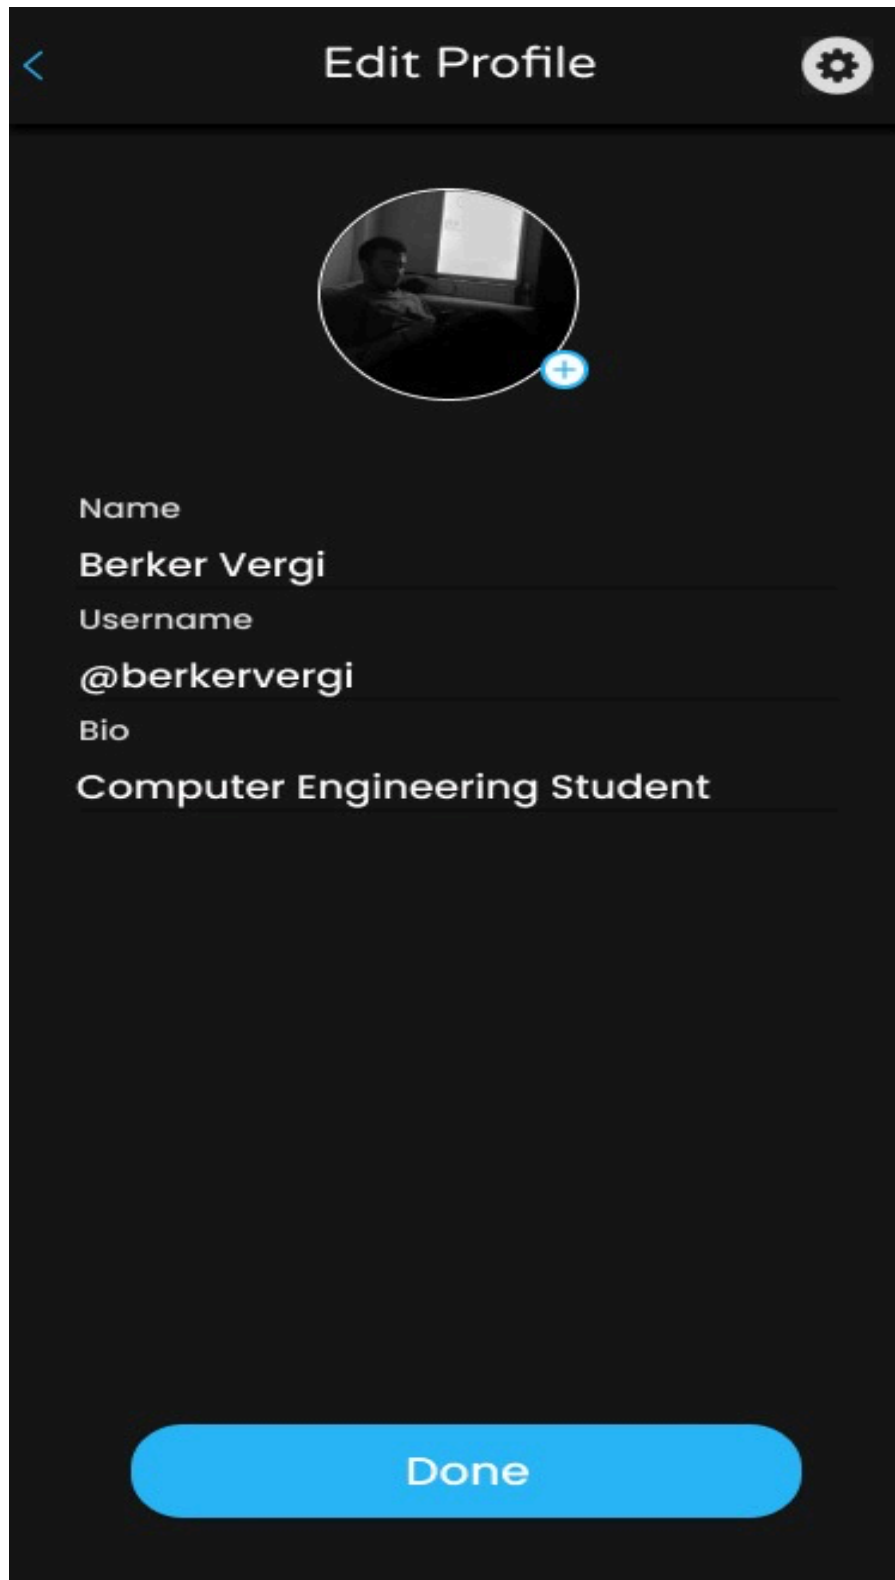 Edit Profile
Name
Berker Vergi
Username
@berkervergi
Bio
Computer Engineering Student
Done